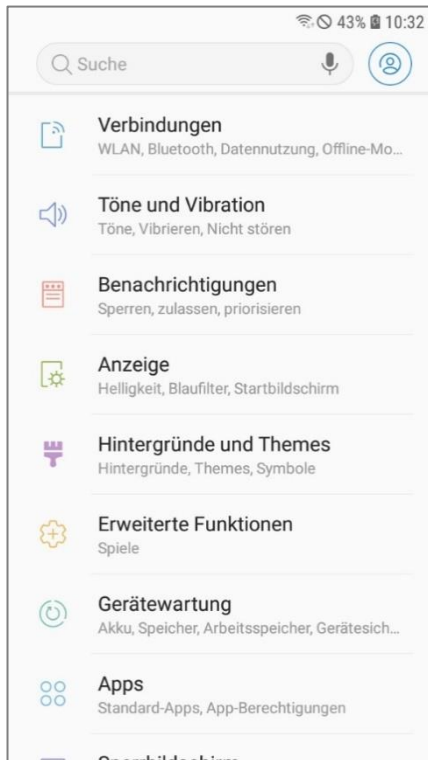 43% 10:32
Suche
Verbindungen
WLAN, Bluetooth, Datennutzung, Offline-Mo...
Töne und Vibration
Töne, Vibrieren, Nicht stören
Benachrichtigungen
Sperren, zulassen, priorisieren
Anzeige
Helligkeit, Blaufilter, Startbildschirm
Hintergründe und Themes
Hintergründe, Themes, Symbole
Erweiterte Funktionen
Spiele
Gerätewartung
Akku, Speicher, Arbeitsspeicher, Gerätesich...
Apps
Standard-Apps, App-Berechtigungen